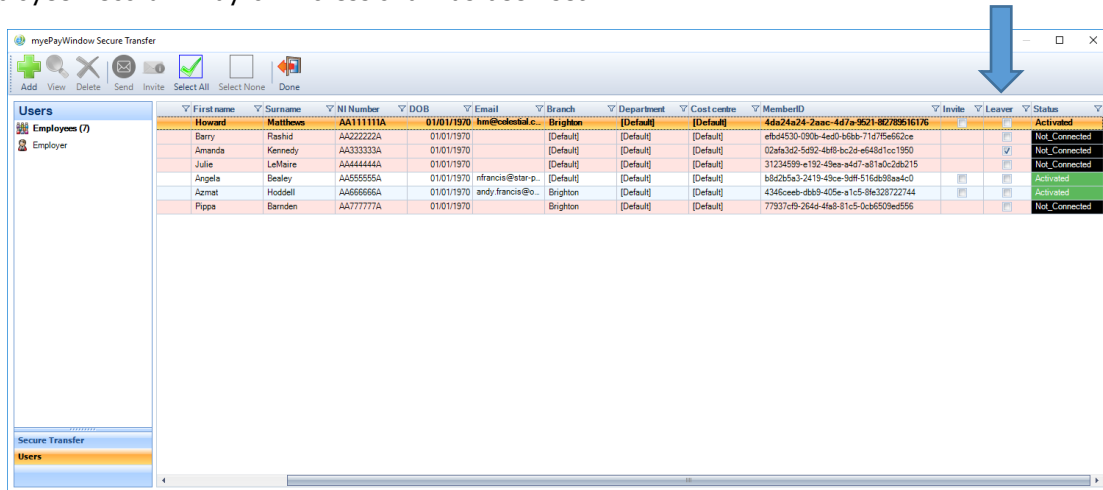 myePayWindow Secure Transfer
Add View Delete Send Invite Select All Select None Done
Users
Employees (7)
Employer
First name Surname NI Number DOB Email Branch Department Cost centre MemberID Invite Leaver Status
Howard Matthews AA111111A 01/01/1970 hm@celestial.c... Brighton [Default] [Default] 4da24a24-2aac-4d7a-9521-8f2789516176 Activated
Barry Rashid AA222222A 01/01/1970 [Default] [Default] [Default] efbd4530-090b-4ed0-b6bb-71d7f5e662ce Not_Connected
Amanda Kennedy AA333333A 01/01/1970 [Default] [Default] [Default] 02afa3d2-5d92-4bf8-bc2d-e648d1cc1950 Not_Connected
Julie LeMaire AA444444A 01/01/1970 [Default] [Default] [Default] 31234599-e192-49ea-a4d7-a81a0c2db215 Not_Connected
Angela Bealey AA555555A 01/01/1970 nfrancis@star-p... [Default] [Default] [Default] b8d2b5a3-2419-49ce-9dff-516db98aa4c0 Activated
Azmat Hoddell AA666666A 01/01/1970 andy.francis@o... Brighton [Default] [Default] 4346ceeb-dbb9-405e-a1c5-8fe328722744 Activated
Pippa Barnden AA777777A 01/01/1970 Brighton [Default] [Default] 77937cf9-264d-4fa8-81c5-0cb6509ed556 Not_Connected
Secure Transfer
Users